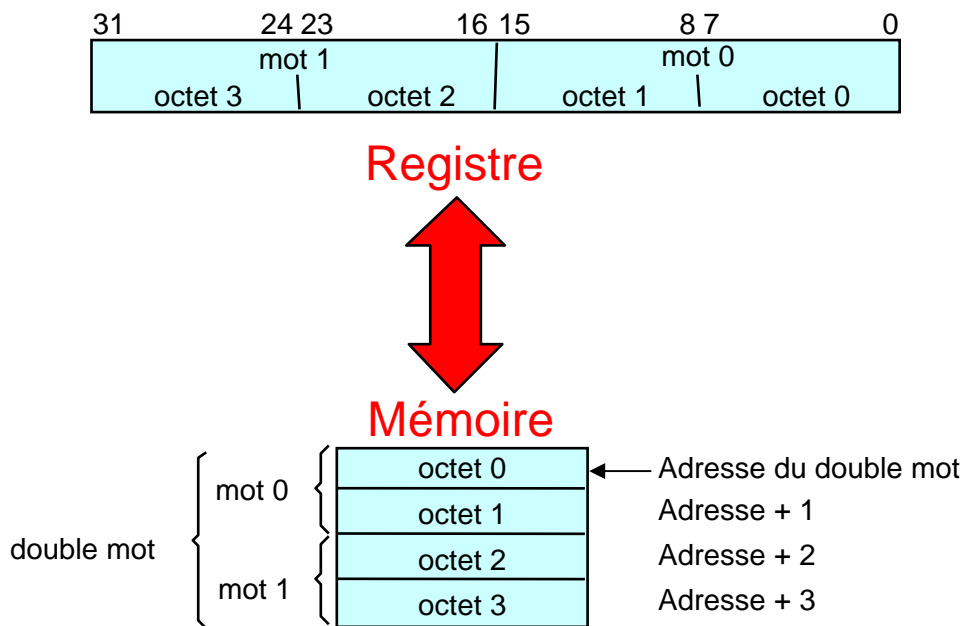 31 24 23 16 15 8 7 0
mot 1 mot 0
octet 3 octet 2 octet 1 octet 0
Registre
Mémoire
octet 0 Adresse du double mot
mot 0
octet 1 Adresse + 1
double mot octet 2 Adresse + 2
mot 1
octet 3 Adresse + 3